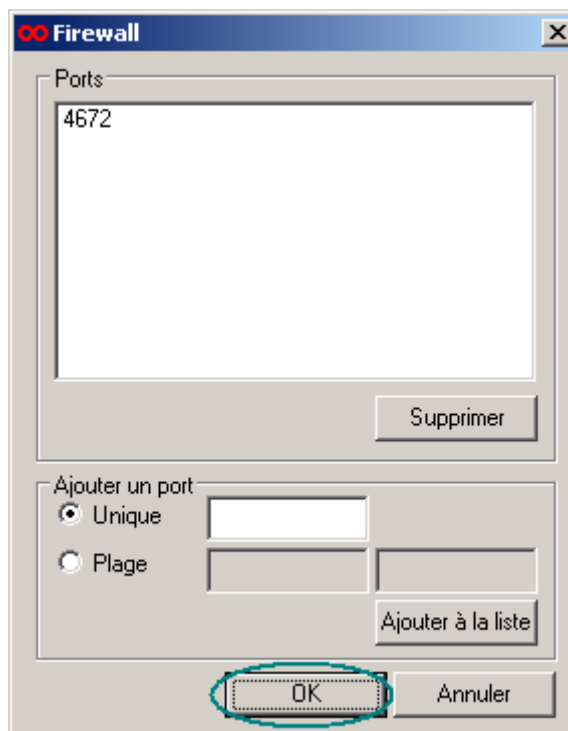 Firewall
Ports
4672
Supprimer
Ajouter un port
Unique
Plage
Ajouter à la liste
OK
Annuler